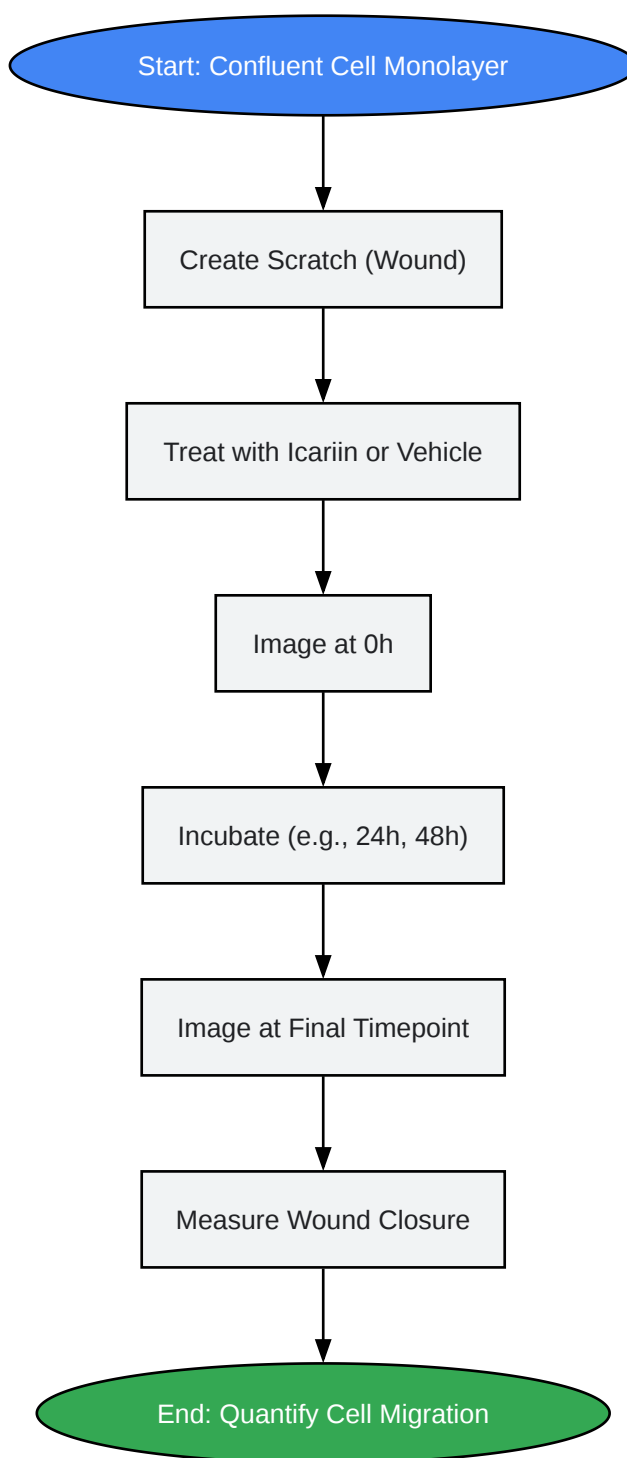 Start: Confluent Cell Monolayer
Create Scratch (Wound)
Treat with Icariin or Vehicle
Image at 0h
Incubate (e.g., 24h, 48h)
Image at Final Timepoint
Measure Wound Closure
End: Quantify Cell Migration